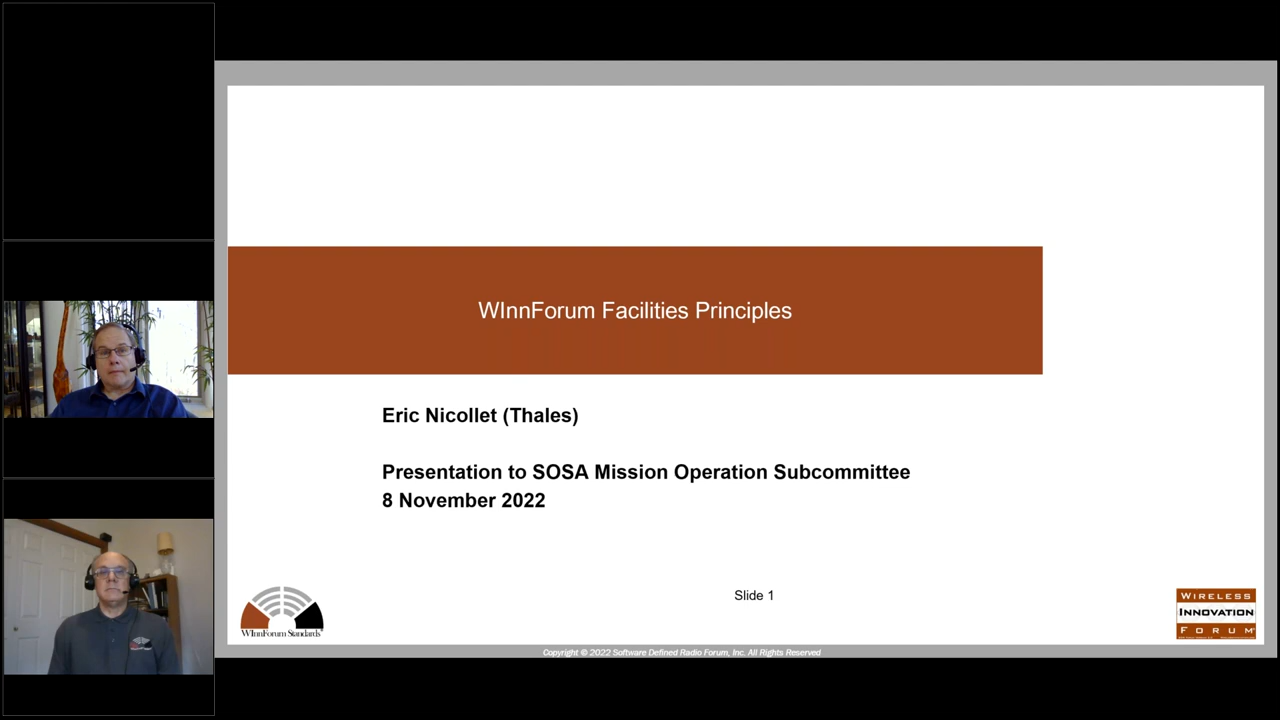 WInnForum Facilities Principles
Eric Nicollet (Thales)
Presentation to SOSA Mission Operation Subcommittee
8 November 2022
Slide 1
WInnForum Standards
WIRELESS
INNOVATION
FORUM
Copyright © 2022 Software Defined Radio Forum, Inc. All Rights Reserved